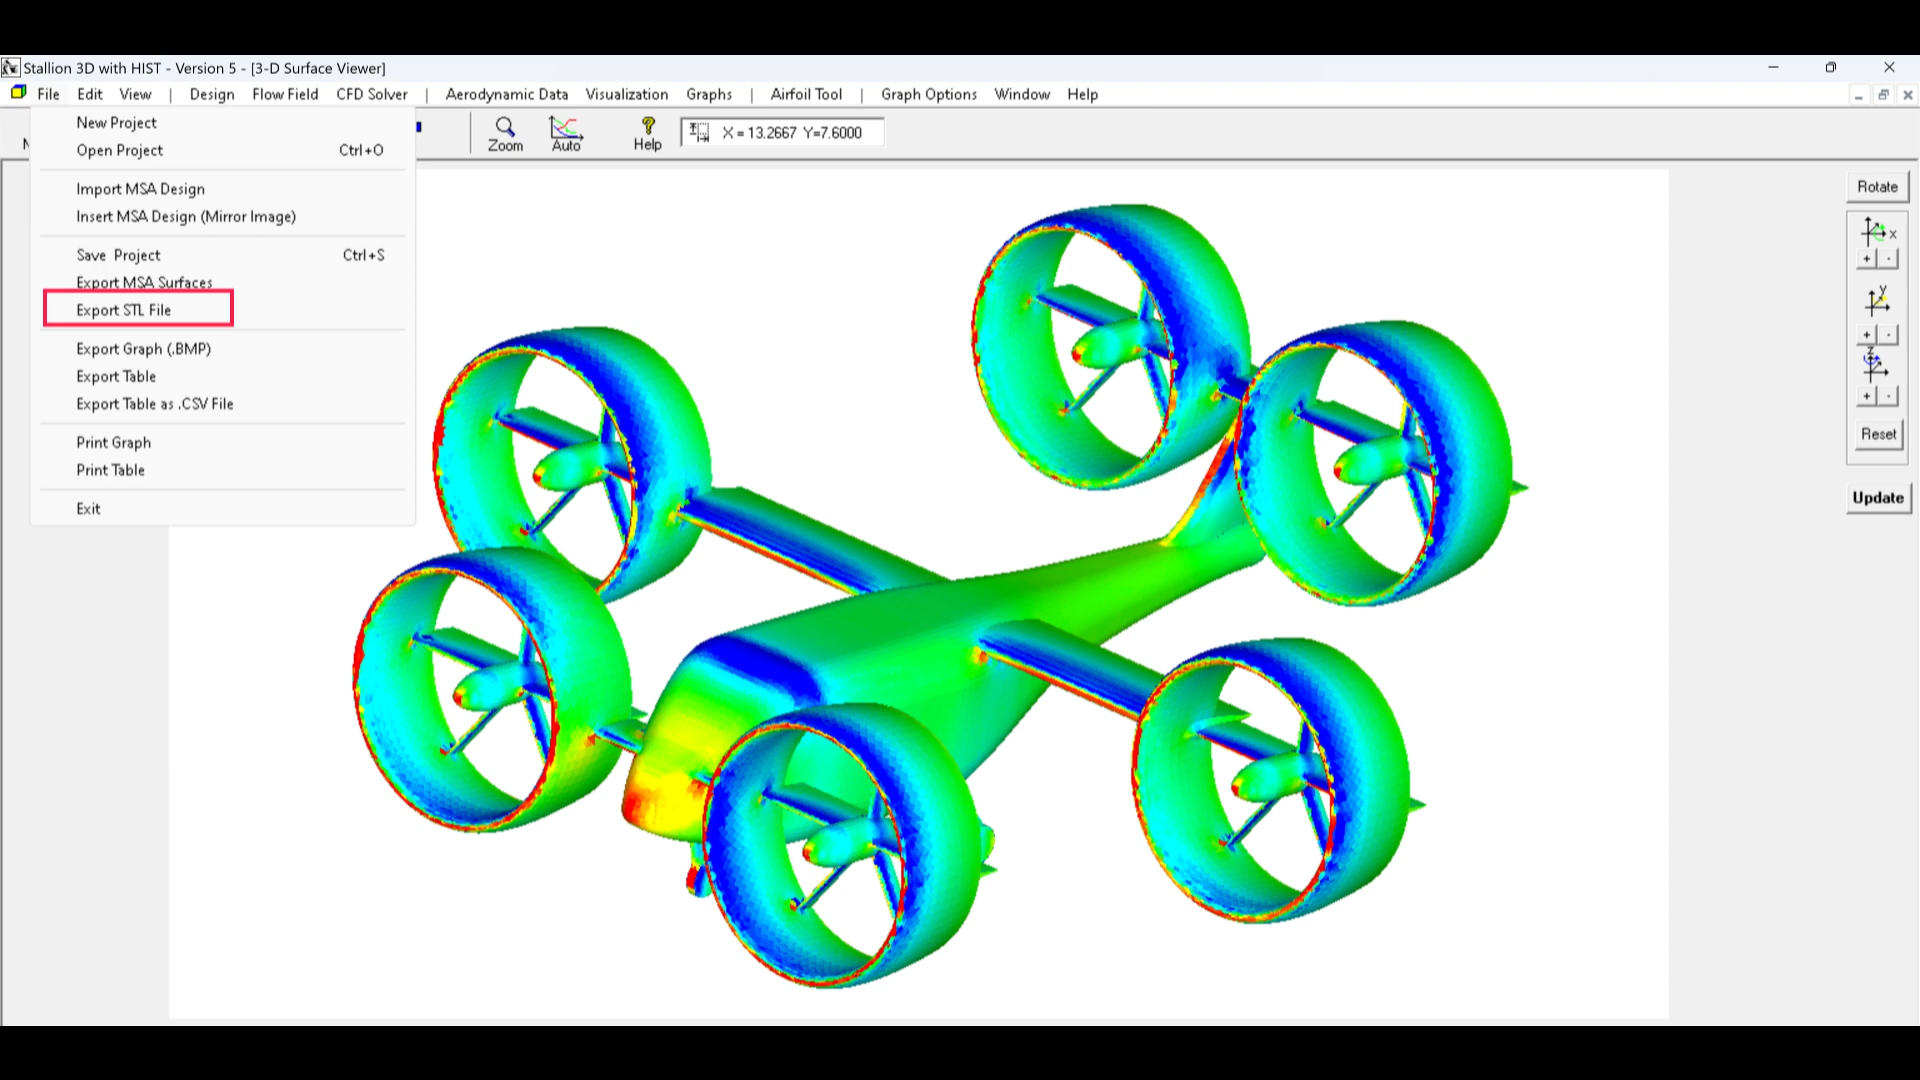 Stallion 3D with HIST - Version 5 - [3-D Surface Viewer]
File Edit View | Design Flow Field CFD Solver | Aerodynamic Data Visualization Graphs | Airfoil Tool | Graph Options Window Help
New Project
Open Project Ctrl+O
Import MSA Design
Insert MSA Design (Mirror Image)
Save Project Ctrl+S
Export MSA Surfaces
Export STL File
Export Graph (.BMP)
Export Table
Export Table as .CSV File
Print Graph
Print Table
Exit
Zoom
Auto
Help
X = 13.2667 Y=7.6000
Rotate
x
+ -
y
+ -
z
+ -
Reset
Update